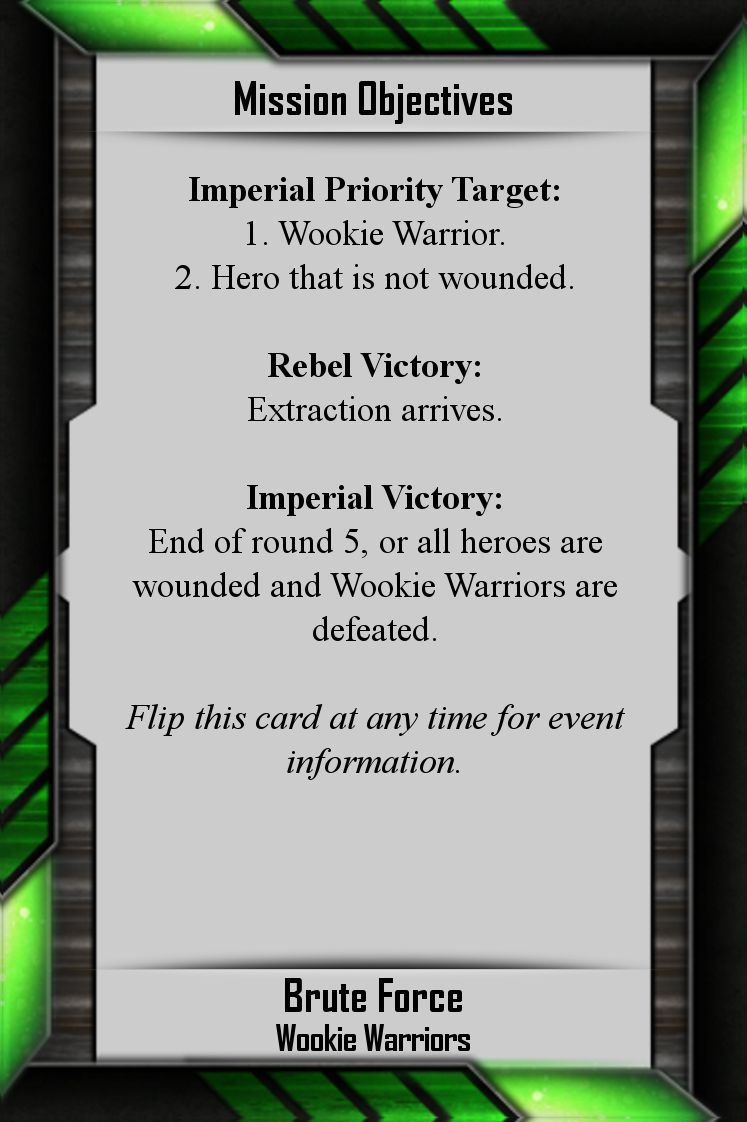 Mission Objectives
Imperial Priority Target:
1. Wookie Warrior.
2. Hero that is not wounded.
Rebel Victory:
Extraction arrives.
Imperial Victory:
End of round 5, or all heroes are
wounded and Wookie Warriors are
defeated.
Flip this card at any time for event
information.
Brute Force
Wookie Warriors